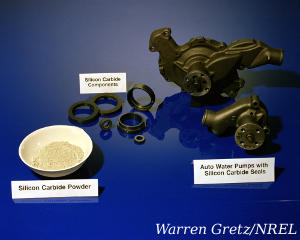 Silicon Carbide
Components
Auto Water Pumps with
Silicon Carbide Seals
Silicon Carbide Powder
Warren Gretz/NREL